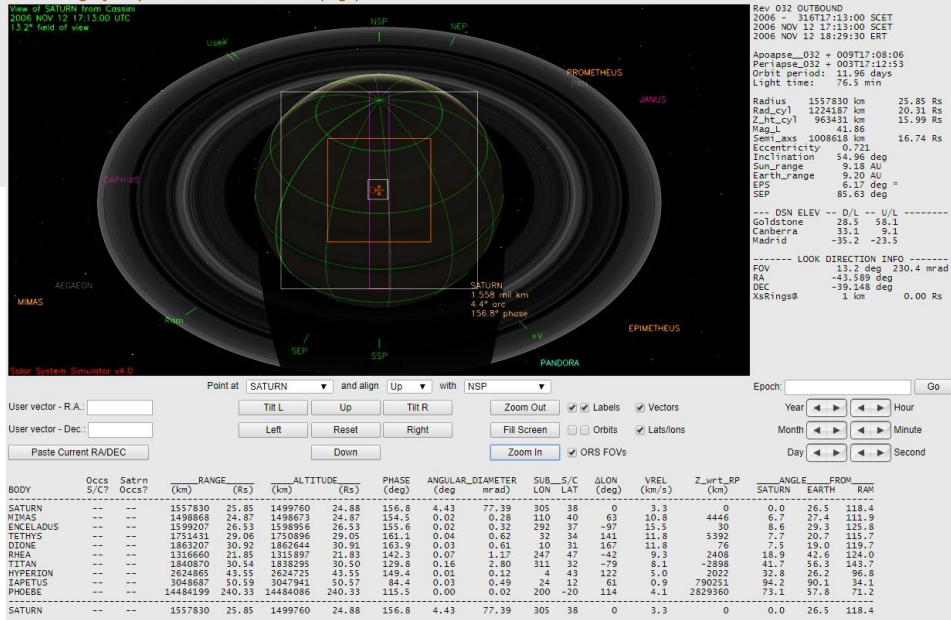 View of SATURN from Cassini
2006 NOV 12 17:13:00 UTC
13.2° field of view
NSP
NEP
UserV
PROMETHEUS
PAN
JANUS
DAPHNIS
AEGAEON
MIMAS
SATURN
1.558 mil km
4.4° arc
156.8° phase
Ram
SEP
SSP
+V
EPIMETHEUS
PANDORA
Solar System Simulator v4.0
Rev 032 OUTBOUND
2006 - 316T17:13:00 SCET
2006 NOV 12 17:13:00 SCET
2006 NOV 12 18:29:30 ERT
Apoapse__032 + 009T17:08:06
Periapse_032 + 003T17:12:53
Orbit period: 11.96 days
Light time: 76.5 min
Radius 1557830 km 25.85 Rs
Rad_cyl 1224187 km 20.31 Rs
Z_ht_cyl 963431 km 15.99 Rs
Mag_L 41.86
Semi_axs 1008618 km 16.74 Rs
Eccentricity 0.721
Inclination 54.96 deg
Sun_range 9.18 AU
Earth_range 9.20 AU
EPS 6.17 deg *
SEP 85.63 deg
--- DSN ELEV -- D/L -- U/L -------
Goldstone 28.5 58.1
Canberra 33.1 9.1
Madrid -35.2 -23.5
------- LOOK DIRECTION INFO -------
FOV 13.2 deg 230.4 mrad
RA -43.589 deg
DEC -39.148 deg
XsRings@ 1 km 0.00 Rs
Point at SATURN and align Up with NSP
Epoch: Go
User vector - R.A.: Tilt L Up Tilt R Zoom Out Labels Vectors Year Hour
User vector - Dec.: Left Reset Right Fill Screen Orbits Lats/lons Month Minute
Paste Current RA/DEC Down Zoom In ORS FOVs Day Second
Occs Satrn ____RANGE____ ____ALTITUDE____ PHASE ANGULAR_DIAMETER SUB__S/C ΔLON VREL Z_wrt_RP ____ANGLE__FROM____
BODY S/C? Occs? (km) (Rs) (km) (Rs) (deg) (deg mrad) LON LAT (deg) (km/s) (km) SATURN EARTH RAM
SATURN -- -- 1557830 25.85 1499760 24.88 156.8 4.43 77.39 305 38 0 3.3 0 0.0 26.5 118.4
MIMAS -- -- 1498868 24.87 1498673 24.87 154.5 0.02 0.28 110 40 63 10.8 4446 6.7 27.4 111.9
ENCELADUS -- -- 1599207 26.53 1598956 26.53 155.6 0.02 0.32 292 37 -97 15.5 30 8.6 29.3 125.8
TETHYS -- -- 1751431 29.06 1750896 29.05 161.1 0.04 0.62 32 34 141 11.8 5392 7.7 20.7 115.7
DIONE -- -- 1863207 30.92 1862644 30.91 163.9 0.03 0.61 10 31 167 11.8 76 7.5 19.0 119.7
RHEA -- -- 1316660 21.85 1315897 21.83 142.3 0.07 1.17 247 47 -42 9.3 2408 18.9 42.6 124.0
TITAN -- -- 1840870 30.54 1838295 30.50 129.8 0.16 2.80 311 32 -79 8.1 -2898 41.7 56.3 143.7
HYPERION -- -- 2624865 43.55 2624725 43.55 149.4 0.01 0.12 4 43 122 5.0 2022 32.8 26.2 96.8
IAPETUS -- -- 3048687 50.59 3047941 50.57 84.4 0.03 0.49 24 12 61 0.9 790251 94.2 90.1 34.1
PHOEBE -- -- 14484199 240.33 14484086 240.33 115.5 0.00 0.02 200 -20 114 4.1 2829360 73.1 57.8 71.2
SATURN -- -- 1557830 25.85 1499760 24.88 156.8 4.43 77.39 305 38 0 3.3 0 0.0 26.5 118.4